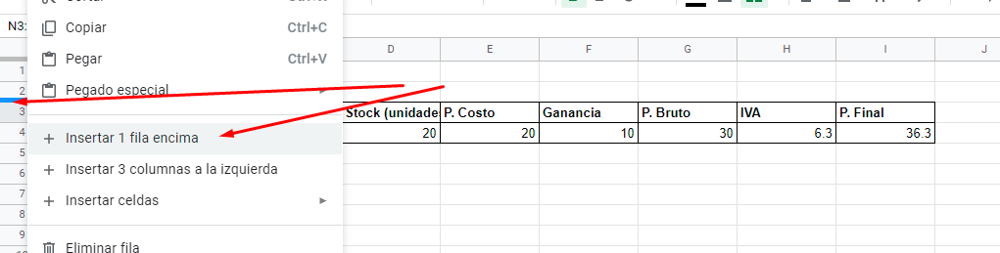 Cortar
N3:
Copiar Ctrl+C
D E F G H I J
Pegar Ctrl+V
1
2 Pegado especial
3 Stock (unidades P. Costo Ganancia P. Bruto IVA P. Final
4 Insertar 1 fila encima 20 20 10 30 6.3 36.3
5
6 Insertar 3 columnas a la izquierda
7 Insertar celdas
8
9 Eliminar fila